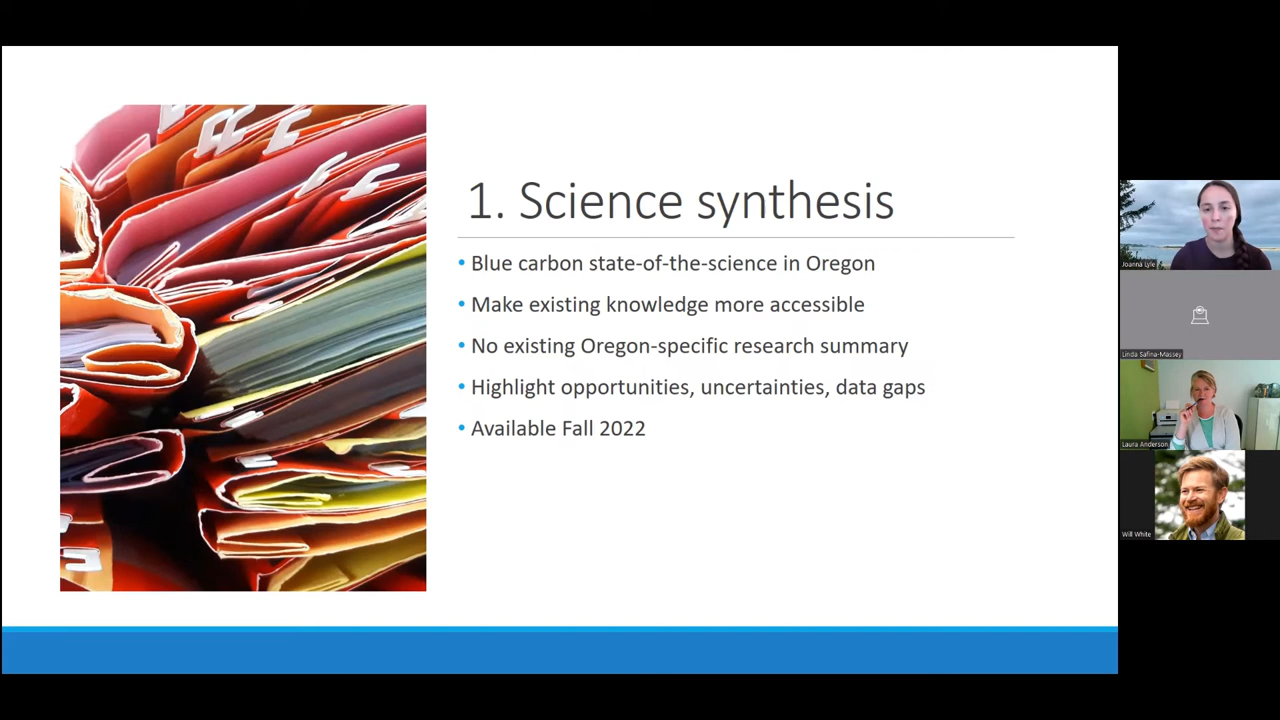 1. Science synthesis
• Blue carbon state-of-the-science in Oregon
• Make existing knowledge more accessible
• No existing Oregon-specific research summary
• Highlight opportunities, uncertainties, data gaps
• Available Fall 2022
Joanna Lyle
Linda Safina-Massey
Laura Anderson
Will White